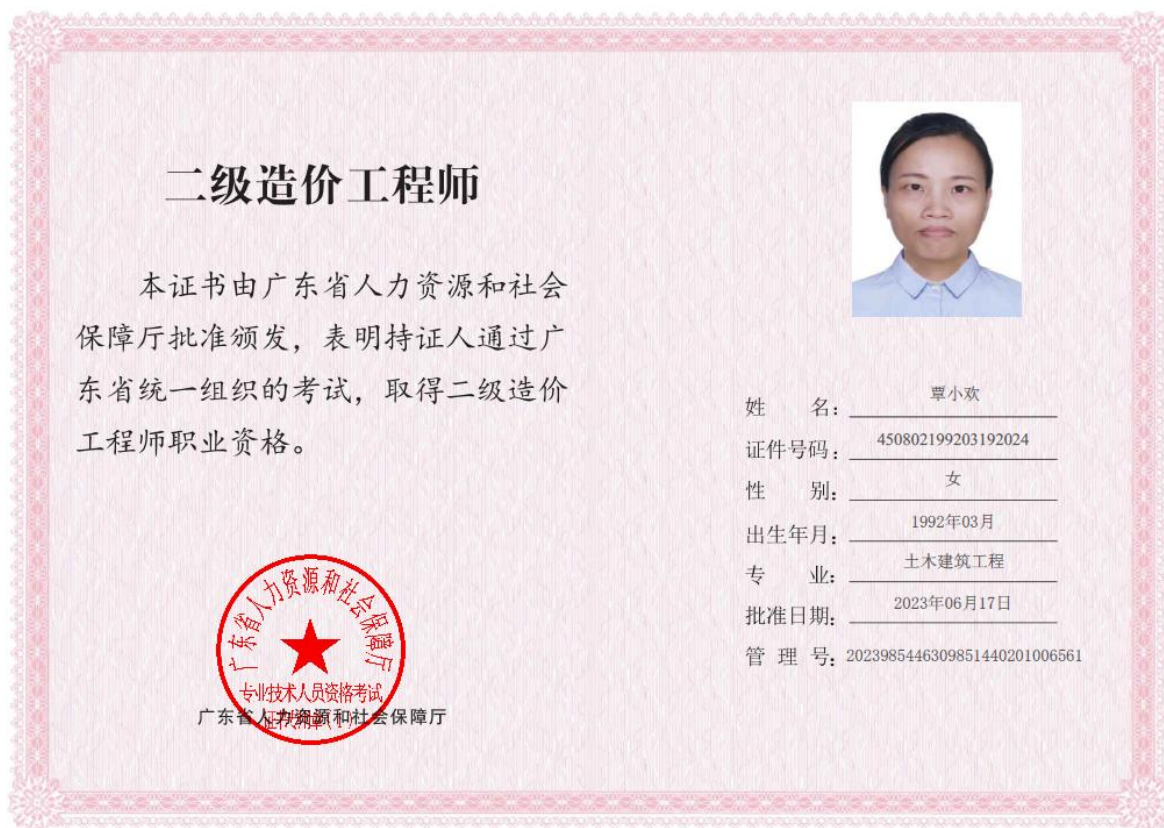 二级造价工程师
本证书由广东省人力资源和社会
保障厅批准颁发，表明持证人通过广
东省统一组织的考试，取得二级造价
工程师职业资格。
广东省人力资源和社会保障厅
专业技术人员资格考试
广东省人力资源和社会保障厅
姓 名：覃小欢
证件号码：450802199203192024
性 别：女
出生年月：1992年03月
专 业：土木建筑工程
批准日期：2023年06月17日
管 理 号：2023985446309851440201006561